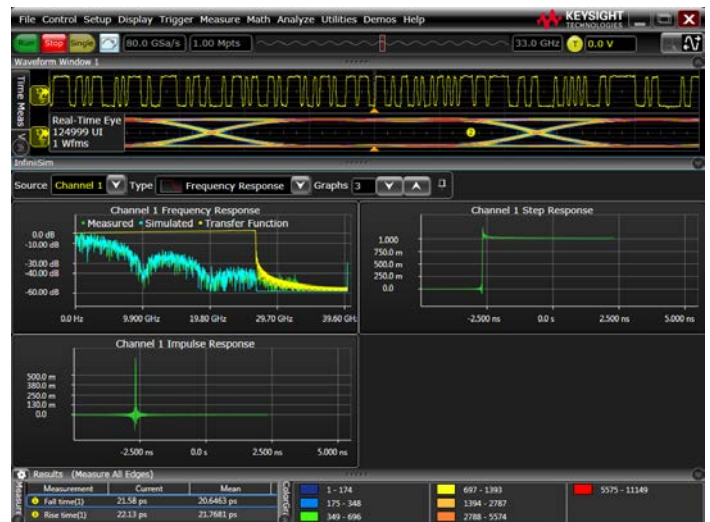 File Control Setup Display Trigger Measure Math Analyze Utilities Demos Help
KEYSIGHT
TECHNOLOGIES
Run Stop Single 80.0 GSa/s 1.00 Mpts 33.0 GHz T 0.0 V
Waveform Window 1
Time Meas
Real-Time Eye
124999 UI
1 Wfms
InfiniiSim
Source Channel 1 Type Frequency Response Graphs 3
Channel 1 Frequency Response
Measured Simulated Transfer Function
0.0 dB
-10.00 dB
-30.00 dB
-40.00 dB
-60.00 dB
0.0 Hz 9.900 GHz 19.80 GHz 29.70 GHz 39.60 GHz
Channel 1 Step Response
1.000
750.0 m
500.0 m
250.0 m
0.0
-2.500 ns 0.0 s 2.500 ns 5.000 ns
Channel 1 Impulse Response
500.0 m
380.0 m
250.0 m
130.0 m
0.0
-2.500 ns 0.0 s 2.500 ns 5.000 ns
Results (Measure All Edges)
Measurement Current Mean
Fall time(1) 21.58 ps 20.6463 ps
Rise time(1) 22.13 ps 21.7681 ps
1 - 174
175 - 348
349 - 696
697 - 1393
1394 - 2787
2788 - 5574
5575 - 11149